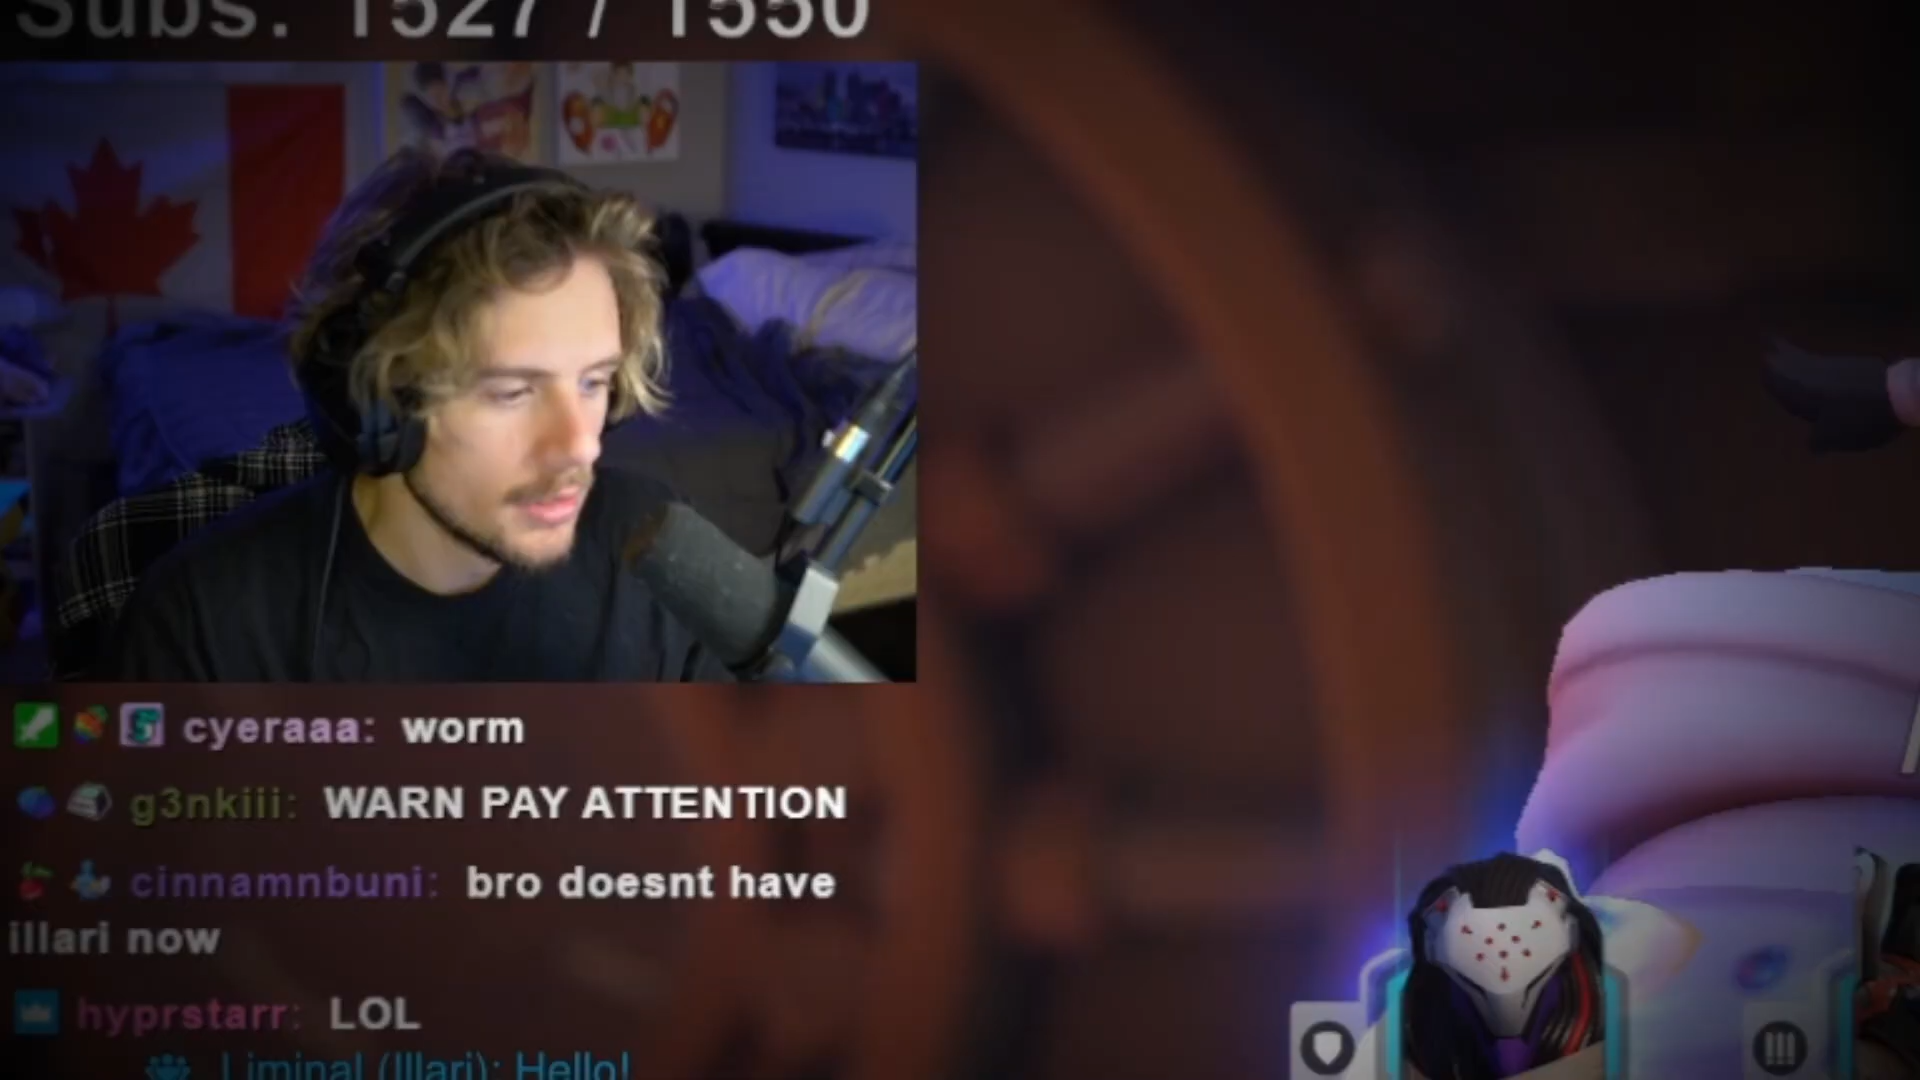 Subs: 1527 / 1550
cyeraaa: worm
g3nkiii: WARN PAY ATTENTION
cinnamnbuni: bro doesnt have
illari now
hyprstarr: LOL
Liminal (Illari): Hello!